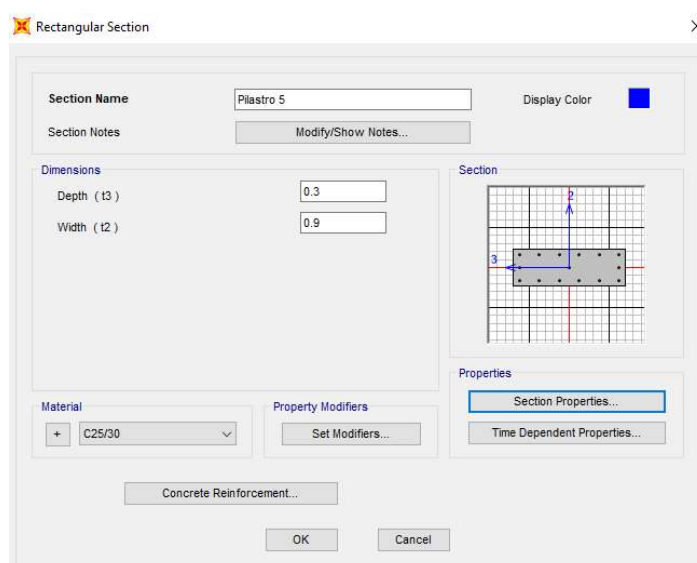 Rectangular Section
Section Name Pilastro 5 Display Color
Section Notes Modify/Show Notes...
Dimensions
Depth ( t3 ) 0.3
Width ( t2 ) 0.9
Section
2
3
Properties
Section Properties...
Time Dependent Properties...
Material
+ C25/30
Property Modifiers
Set Modifiers...
Concrete Reinforcement...
OK Cancel